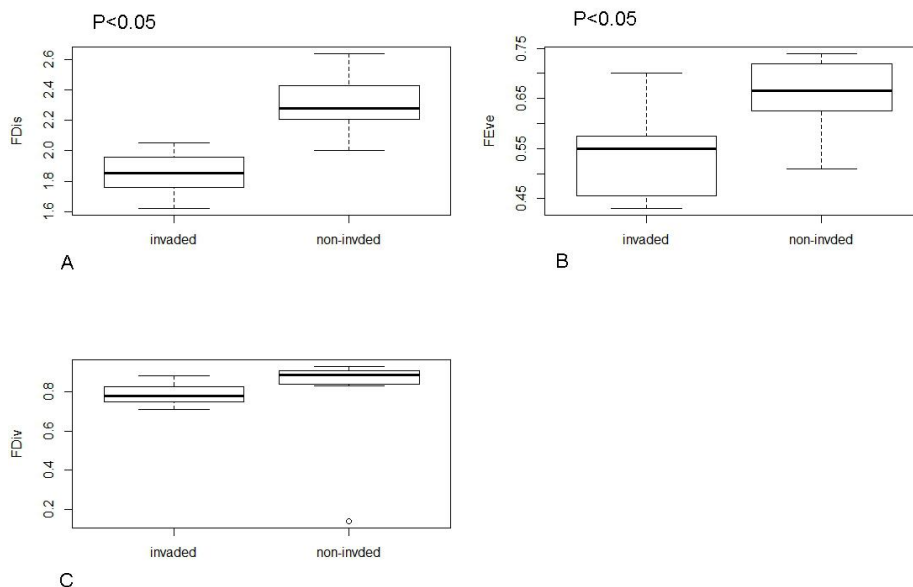 P<0.05
FDis
2.6
2.4
2.2
2.0
1.8
1.6
invaded non-invded
A
P<0.05
FEve
0.75
0.65
0.55
0.45
invaded non-invded
B
FDiv
0.8
0.6
0.4
0.2
invaded non-invded
C